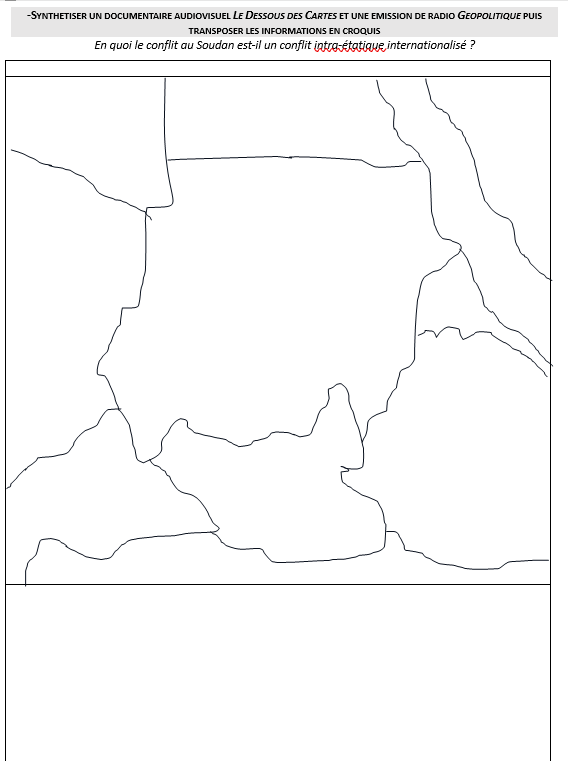 -SYNTHETISER UN DOCUMENTAIRE AUDIOVISUEL LE DESSOUS DES CARTES ET UNE EMISSION DE RADIO GEOPOLITIQUE PUIS
TRANSPOSER LES INFORMATIONS EN CROQUIS
En quoi le conflit au Soudan est-il un conflit intra-étatique internationalisé ?